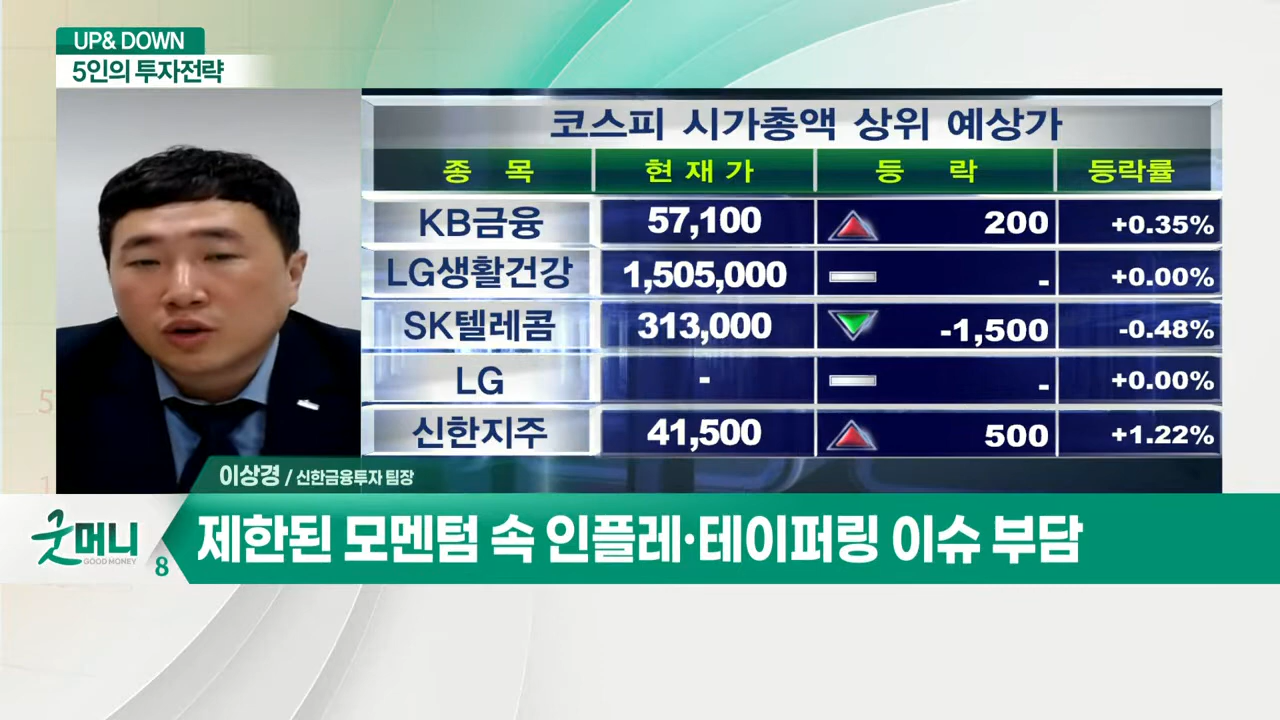 UP& DOWN
5인의 투자전략
코스피 시가총액 상위 예상가
종 목 현 재 가 등 락 등락률
KB금융 57,100 200 +0.35%
LG생활건강 1,505,000 - +0.00%
SK텔레콤 313,000 -1,500 -0.48%
LG - - +0.00%
신한지주 41,500 500 +1.22%
이상경 / 신한금융투자 팀장
제한된 모멘텀 속 인플레·테이퍼링 이슈 부담
굿머니
GOOD MONEY
8
5
1